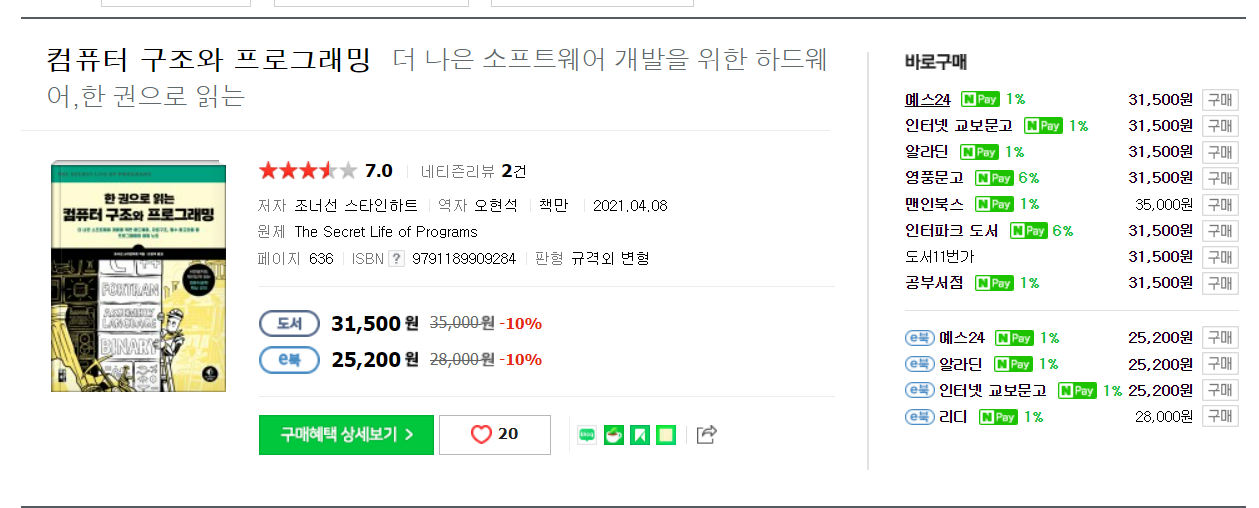 컴퓨터 구조와 프로그래밍 더 나은 소프트웨어 개발을 위한 하드웨
어,한 권으로 읽는
THE SECRET LIFE OF PROGRAMS
한 권으로 읽는
컴퓨터 구조와 프로그래밍
FORTRAN
ASSEMBLY
LANGUAGE
BINARY
7.0 네티즌리뷰 2건
저자 조너선 스타인하트 역자 오현석 책만 2021.04.08
원제 The Secret Life of Programs
페이지 636 ISBN ? 9791189909284 판형 규격외 변형
도서 31,500원 35,000원 -10%
e북 25,200원 28,000원 -10%
구매혜택 상세보기 >
20
blog
바로구매
예스24 N Pay 1% 31,500원 구매
인터넷 교보문고 N Pay 1% 31,500원 구매
알라딘 N Pay 1% 31,500원 구매
영풍문고 N Pay 6% 31,500원 구매
맨인북스 N Pay 1% 35,000원 구매
인터파크 도서 N Pay 6% 31,500원 구매
도서11번가 31,500원 구매
공부서점 N Pay 1% 31,500원 구매
e북 예스24 N Pay 1% 25,200원 구매
e북 알라딘 N Pay 1% 25,200원 구매
e북 인터넷 교보문고 N Pay 1% 25,200원 구매
e북 리디 N Pay 1% 28,000원 구매